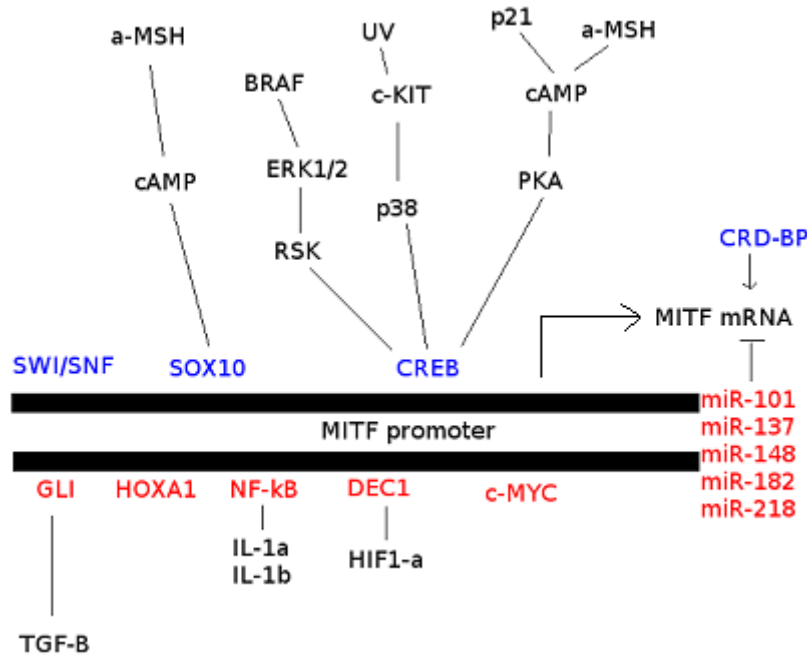 a-MSH
UV
p21
a-MSH
BRAF
c-KIT
cAMP
cAMP
ERK1/2
p38
PKA
RSK
CRD-BP
MITF mRNA
SWI/SNF
SOX10
CREB
miR-101
miR-137
miR-148
miR-182
miR-218
MITF promoter
GLI
HOXA1
NF-kB
DEC1
c-MYC
IL-1a
IL-1b
HIF1-a
TGF-B